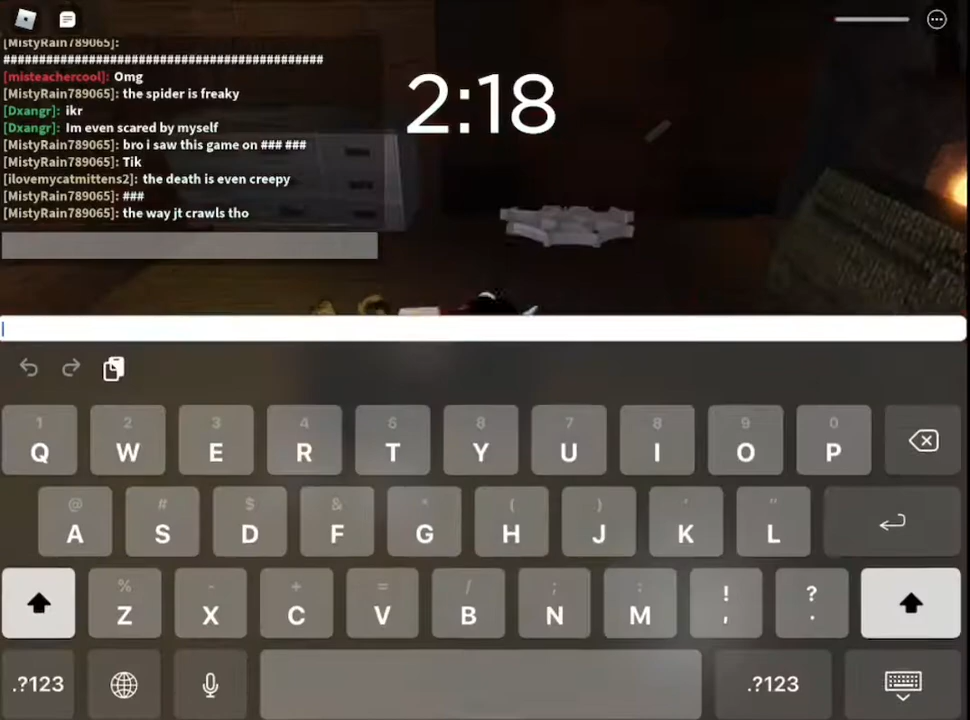 [MistyRain789065]:
############################################
[misteachercool]: Omg
[MistyRain789065]: the spider is freaky
[Dxangr]: ikr
[Dxangr]: Im even scared by myself
[MistyRain789065]: bro i saw this game on ### ###
[MistyRain789065]: Tik
[ilovemycatmittens2]: the death is even creepy
[MistyRain789065]: ###
[MistyRain789065]: the way jt crawls tho
2:18
1 2 3 4 6 8 7 8 9 0
Q W E R T Y U I O P
@ # $ & * ( ) ' "
A S D F G H J K L
% - + = / ; : ! ?
Z X C V B N M , .
.?123 .?123